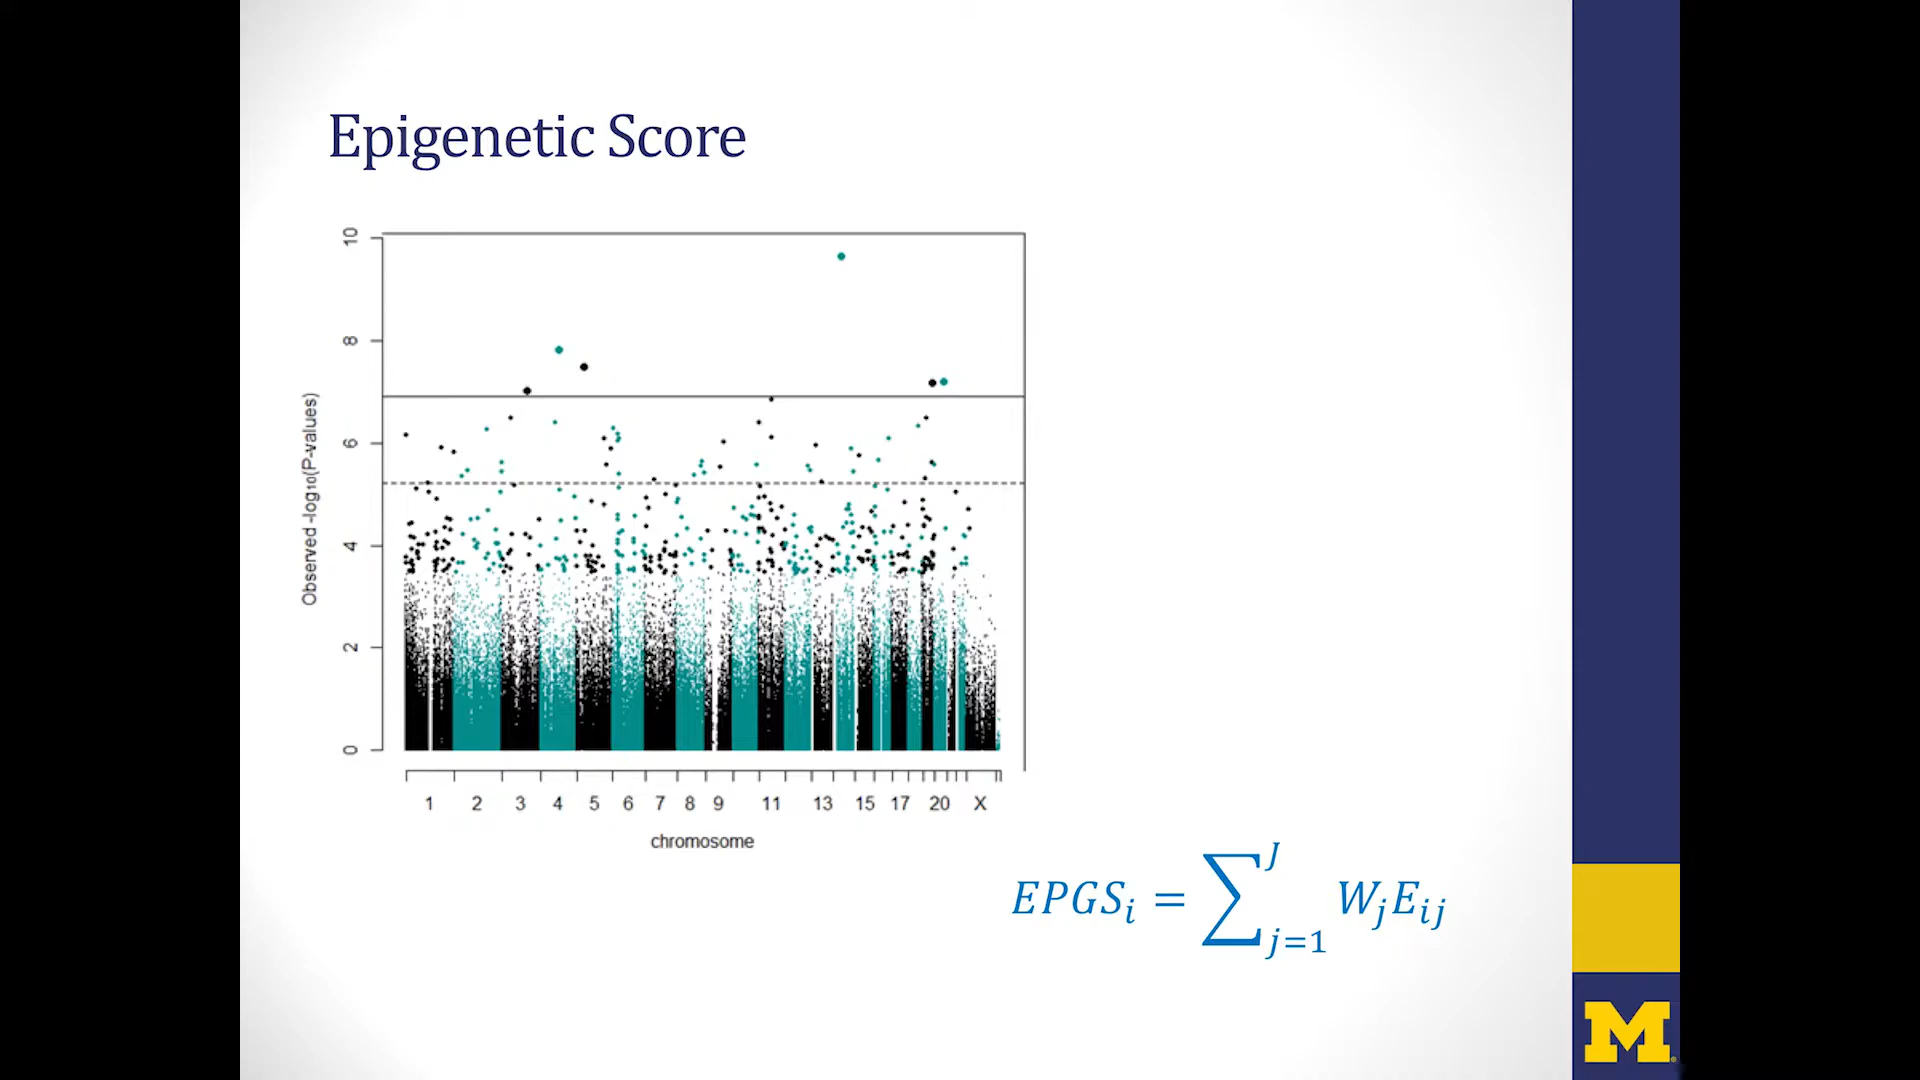 Epigenetic Score
Observed -log10(P-values)
10
8
6
4
2
0
1 2 3 4 5 6 7 8 9 11 13 15 17 20 X
chromosome
EPGSᵢ = ∑ⱼ₌₁ᴶ WⱼEᵢⱼ
M